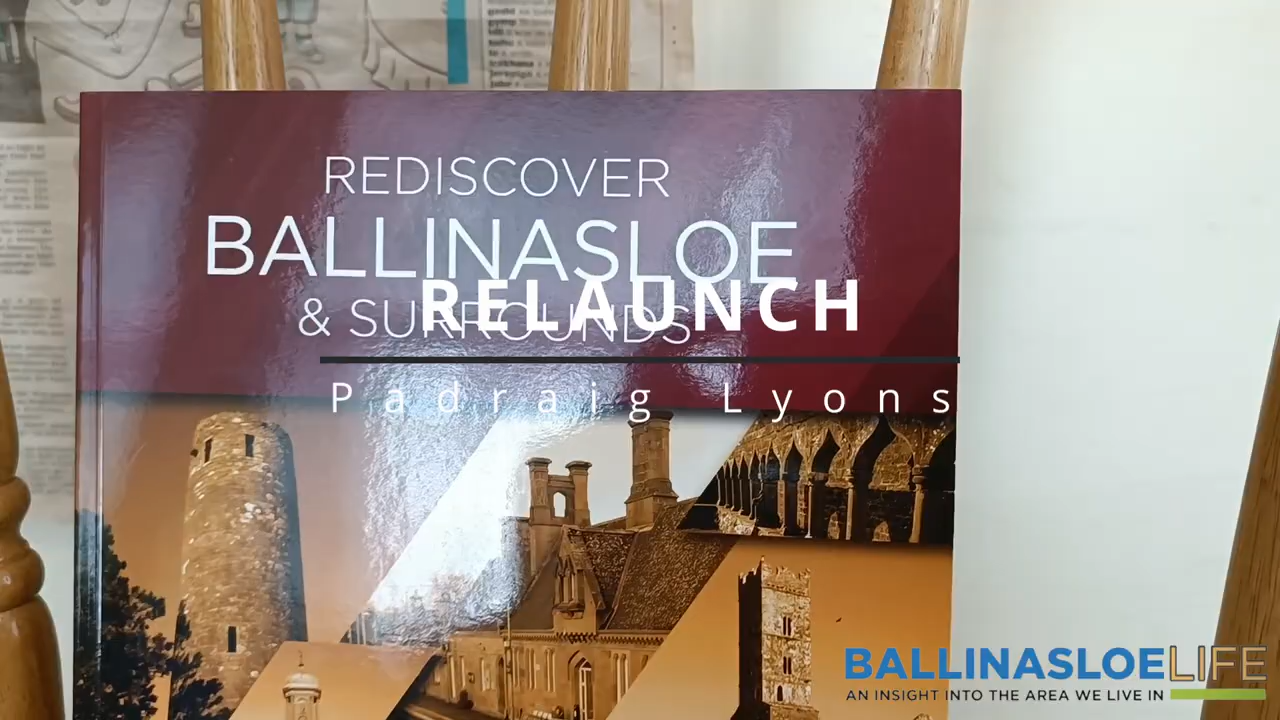 REDISCOVER
BALLINASLOE
& SURROUNDS
RELAUNCH
Padraig Lyons
BALLINASLOELIFE
AN INSIGHT INTO THE AREA WE LIVE IN